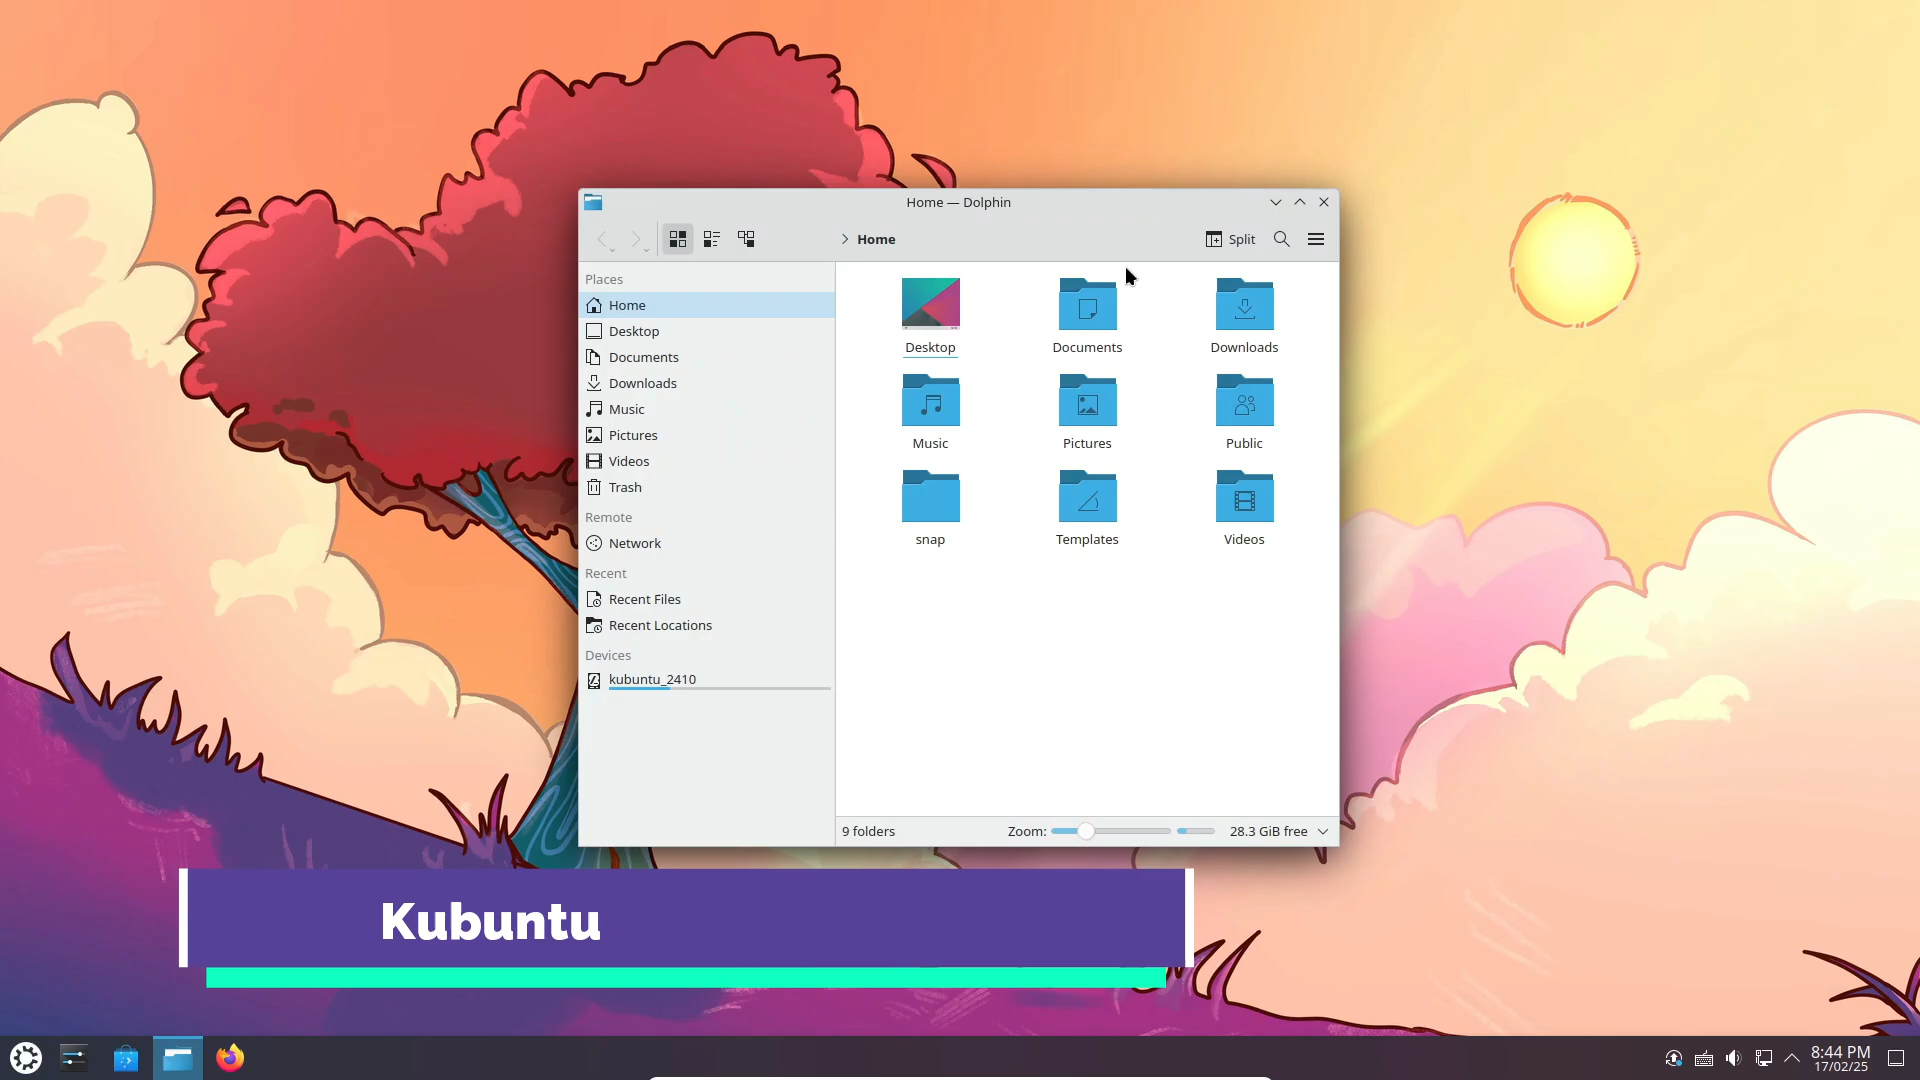 Home — Dolphin
Home
Split
Places
Home
Desktop
Documents
Downloads
Music
Pictures
Videos
Trash
Remote
Network
Recent
Recent Files
Recent Locations
Devices
kubuntu_2410
Desktop
Documents
Downloads
Music
Pictures
Public
snap
Templates
Videos
9 folders
Zoom:
28.3 GiB free
Kubuntu
8:44 PM
17/02/25